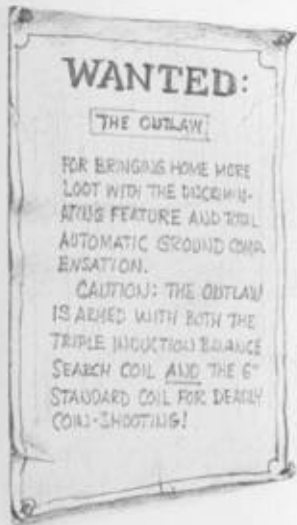 WANTED:
THE OUTLAW
FOR BRINGING HOME MORE
LOOT WITH THE DISCRIMIN-
ATING FEATURE AND TOTAL
AUTOMATIC GROUND COMP-
ENSATION.
CAUTION: THE OUTLAW
IS ARMED WITH BOTH THE
TRIPLE INDUCTION BALANCE
SEARCH COIL AND THE 6"
STANDARD COIL FOR DEADLY
COIN-SHOOTING!